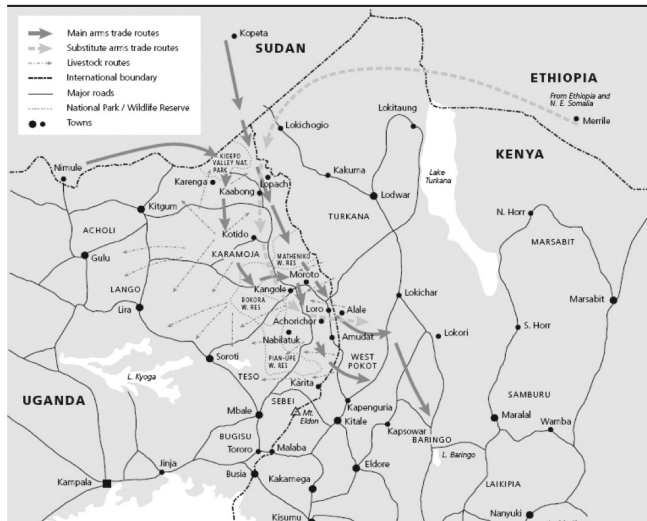 Main arms trade routes
Substitute arms trade routes
Livestock routes
International boundary
Major roads
National Park / Wildlife Reserve
Towns
Kopeta
SUDAN
ETHIOPIA
From Ethiopia and
N. E. Somalia
Merrile
Lokitaung
Lokichogio
KENYA
Nimule
KIDEPO
VALLEY NAT.
PARK
Karenga
Lopach
Kaabong
Kakuma
Lake
Turkana
Lodwar
Kitgum
TURKANA
N. Horr
ACHOLI
Kotido
MARSABIT
Gulu
KARAMOJA
MATHENIKO
W. RES
Moroto
LANGO
Kangole
Lokichar
Marsabit
BOKORA
W. RES
Lira
Loro
Alale
Achorichor
S. Horr
Nabilatuk
Amudat
Lokori
Soroti
PIAN-UPE
W. RES
WEST
POKOT
L. Kyoga
TESO
Karita
SAMBURU
UGANDA
SEBEI
Kapenguria
Maralal
Mbale
Mt.
Eldon
Kitale
Kapsowar
Wamba
BUGISU
BARINGO
Tororo
Malaba
L. Baringo
Jinja
Eldore
Kampala
Busia
Kakamega
LAIKIPIA
Kisumu
Nanyuki